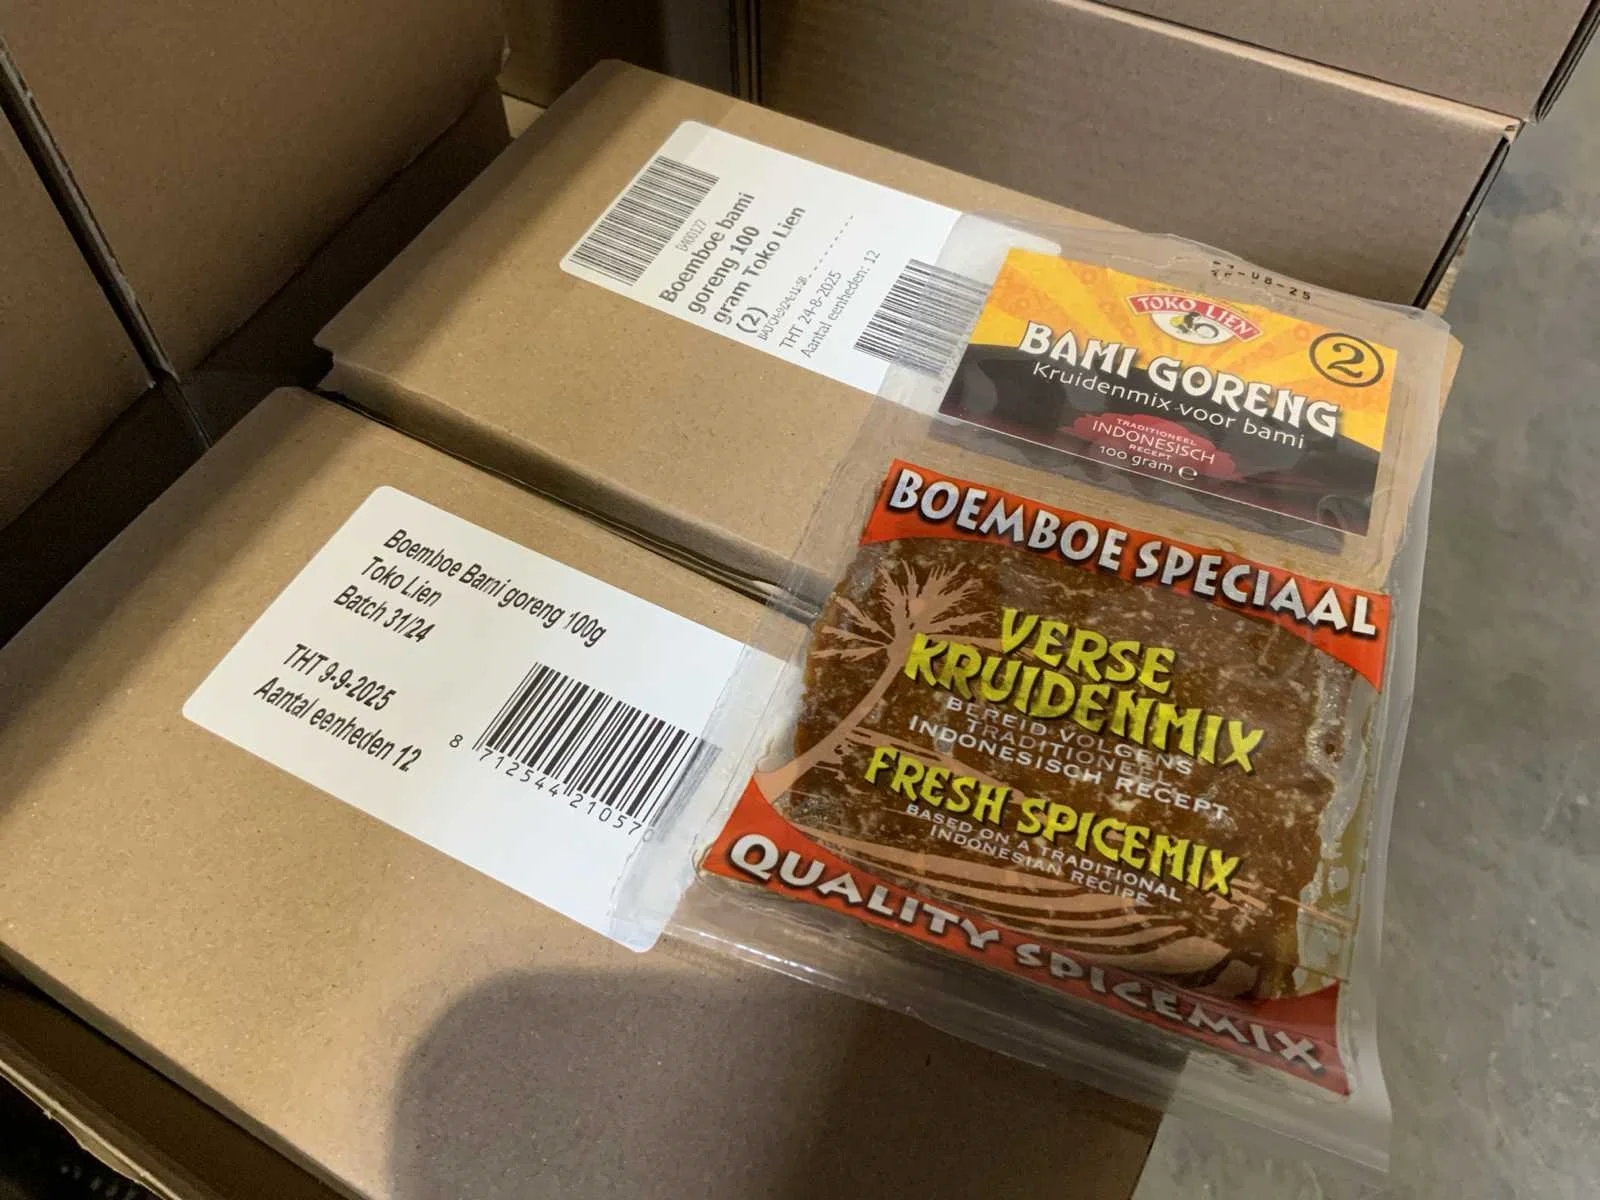 0400127
Boemboe bami
goreng 100
gram Toko Lien
(2)
THT 24-8-2025
Aantal eenheden: 12
-08-25
TOKO LIEN
2
BAMI GORENG
Kruidenmix voor bami
TRADITIONEEL
INDONESISCH
RECEPT
100 gram ℮
BOEMBOE SPECIAAL
VERSE
KRUIDENMIX
BEREID VOLGENS
TRADITIONEEL
INDONESISCH RECEPT
FRESH SPICEMIX
BASED ON A TRADITIONAL
INDONESIAN RECIPE
QUALITY SPICEMIX
Boemboe Bami goreng 100g
Toko Lien
Batch 31/24
THT 9-9-2025
Aantal eenheden 12
8 712544 210570